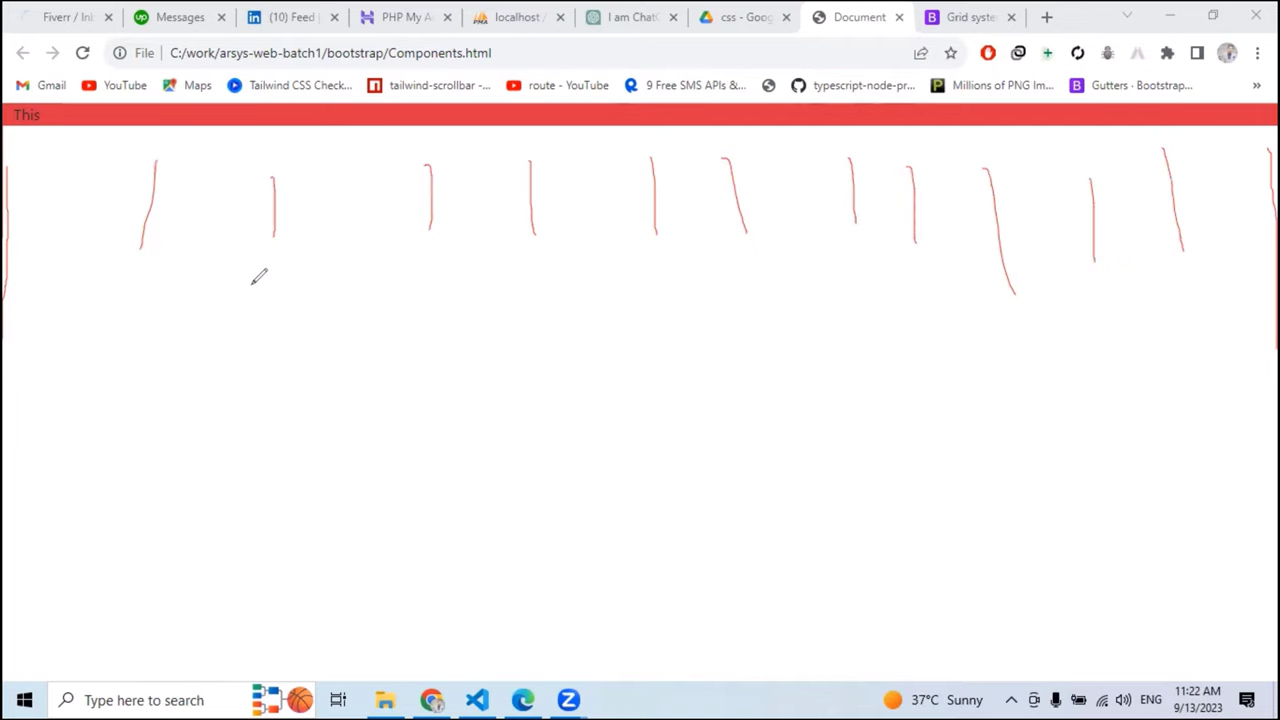 Fiverr / Inb
Messages
(10) Feed |
PHP My A
localhost /
I am ChatG
css - Goog
Document
Grid syste
File
C:/work/arsys-web-batch1/bootstrap/Components.html
Gmail
YouTube
Maps
Tailwind CSS Check...
tailwind-scrollbar -...
route - YouTube
9 Free SMS APIs &...
typescript-node-pr...
Millions of PNG Im...
Gutters · Bootstrap...
»
This
Type here to search
37°C Sunny
ENG
11:22 AM
9/13/2023